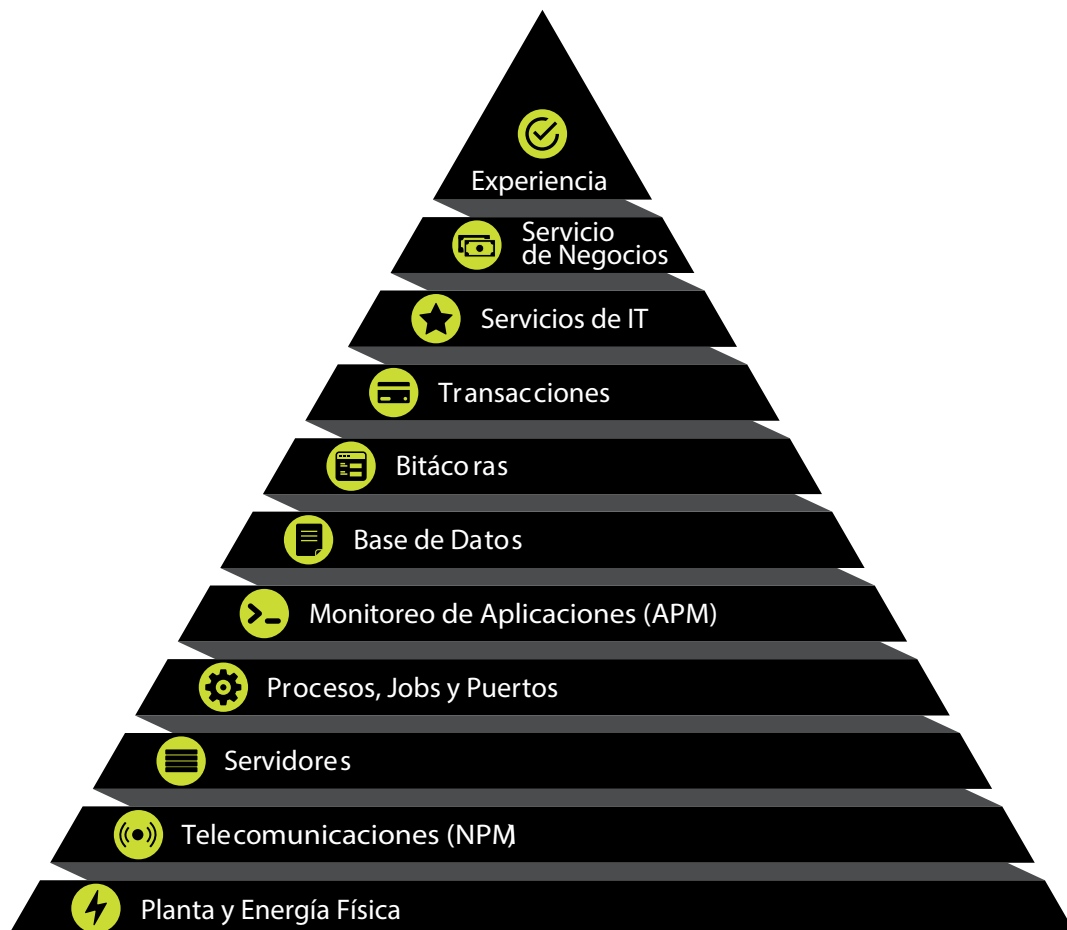 Experiencia
Servicio
de Negocios
Servicios de IT
Transacciones
Bitácoras
Base de Datos
Monitoreo de Aplicaciones (APM)
Procesos, Jobs y Puertos
Servidores
Telecomunicaciones (NPM)
Planta y Energía Física